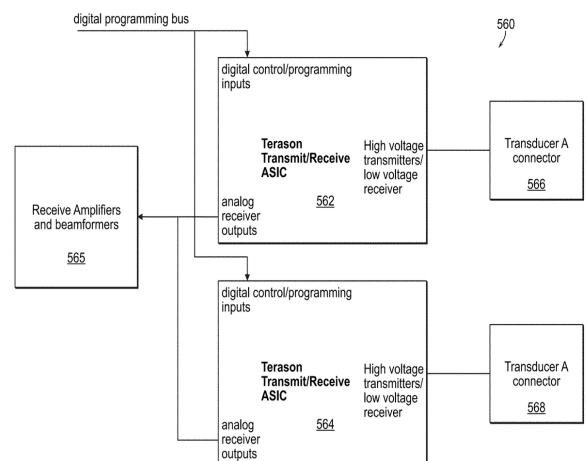 digital programming bus
560
digital control/programming
inputs
Terason
Transmit/Receive
ASIC
562
High voltage
transmitters/
low voltage
receiver
analog
receiver
outputs
Transducer A
connector
566
Receive Amplifiers
and beamformers
565
digital control/programming
inputs
Terason
Transmit/Receive
ASIC
564
High voltage
transmitters/
low voltage
receiver
analog
receiver
outputs
Transducer A
connector
568